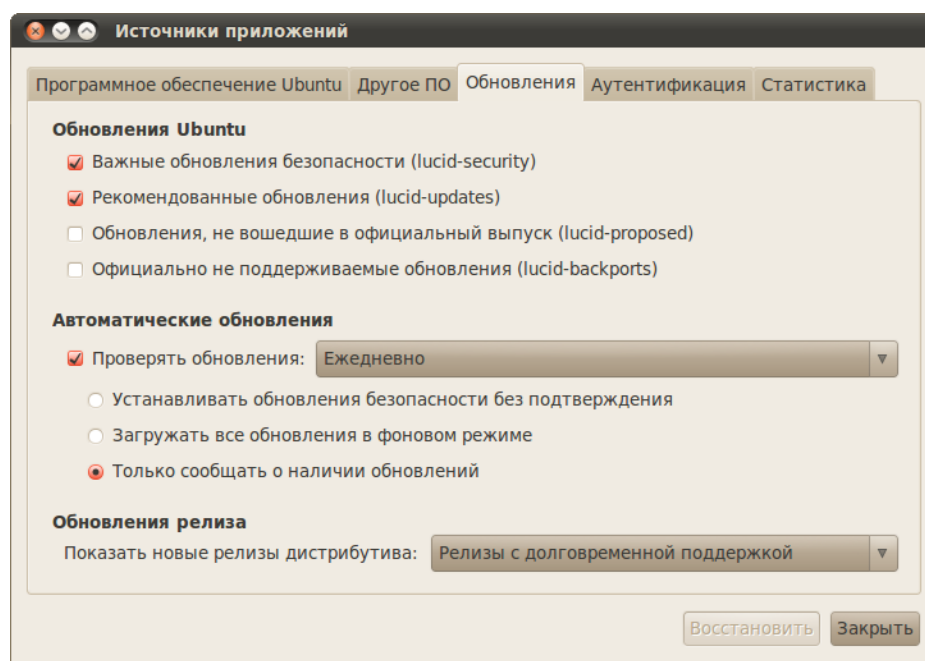 Источники приложений
Программное обеспечение Ubuntu Другое ПО Обновления Аутентификация Статистика
Обновления Ubuntu
Важные обновления безопасности (lucid-security)
Рекомендованные обновления (lucid-updates)
Обновления, не вошедшие в официальный выпуск (lucid-proposed)
Официально не поддерживаемые обновления (lucid-backports)
Автоматические обновления
Проверять обновления: Ежедневно
Устанавливать обновления безопасности без подтверждения
Загружать все обновления в фоновом режиме
Только сообщать о наличии обновлений
Обновления релиза
Показать новые релизы дистрибутива: Релизы с долговременной поддержкой
Восстановить Закрыть